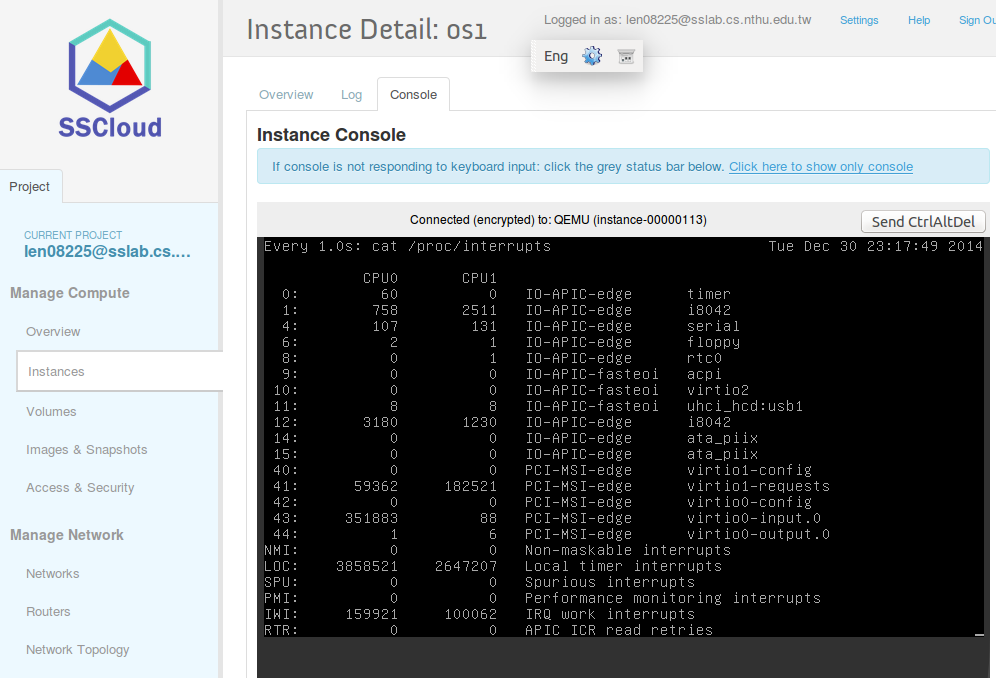 Instance Detail: os1
Logged in as: len08225@sslab.cs.nthu.edu.tw
Settings
Help
Sign Ou
Eng
SSCloud
Project
CURRENT PROJECT
len08225@sslab.cs....
Manage Compute
Overview
Instances
Volumes
Images & Snapshots
Access & Security
Manage Network
Networks
Routers
Network Topology
Overview Log Console
Instance Console
If console is not responding to keyboard input: click the grey status bar below. Click here to show only console
Connected (encrypted) to: QEMU (instance-00000113)
Send CtrlAltDel
Every 1.0s: cat /proc/interrupts Tue Dec 30 23:17:49 2014
CPU0 CPU1
0: 60 0 IO-APIC-edge timer
1: 758 2511 IO-APIC-edge i8042
4: 107 131 IO-APIC-edge serial
6: 2 1 IO-APIC-edge floppy
8: 0 1 IO-APIC-edge rtc0
9: 0 0 IO-APIC-fasteoi acpi
10: 0 0 IO-APIC-fasteoi virtio2
11: 8 8 IO-APIC-fasteoi uhci_hcd:usb1
12: 3180 1230 IO-APIC-edge i8042
14: 0 0 IO-APIC-edge ata_piix
15: 0 0 IO-APIC-edge ata_piix
40: 0 0 PCI-MSI-edge virtio1-config
41: 59362 182521 PCI-MSI-edge virtio1-requests
42: 0 0 PCI-MSI-edge virtio0-config
43: 351883 88 PCI-MSI-edge virtio0-input.0
44: 1 6 PCI-MSI-edge virtio0-output.0
NMI: 0 0 Non-maskable interrupts
LOC: 3858521 2647207 Local timer interrupts
SPU: 0 0 Spurious interrupts
PMI: 0 0 Performance monitoring interrupts
IWI: 159921 100062 IRQ work interrupts
RTR: 0 0 APIC ICR read retries